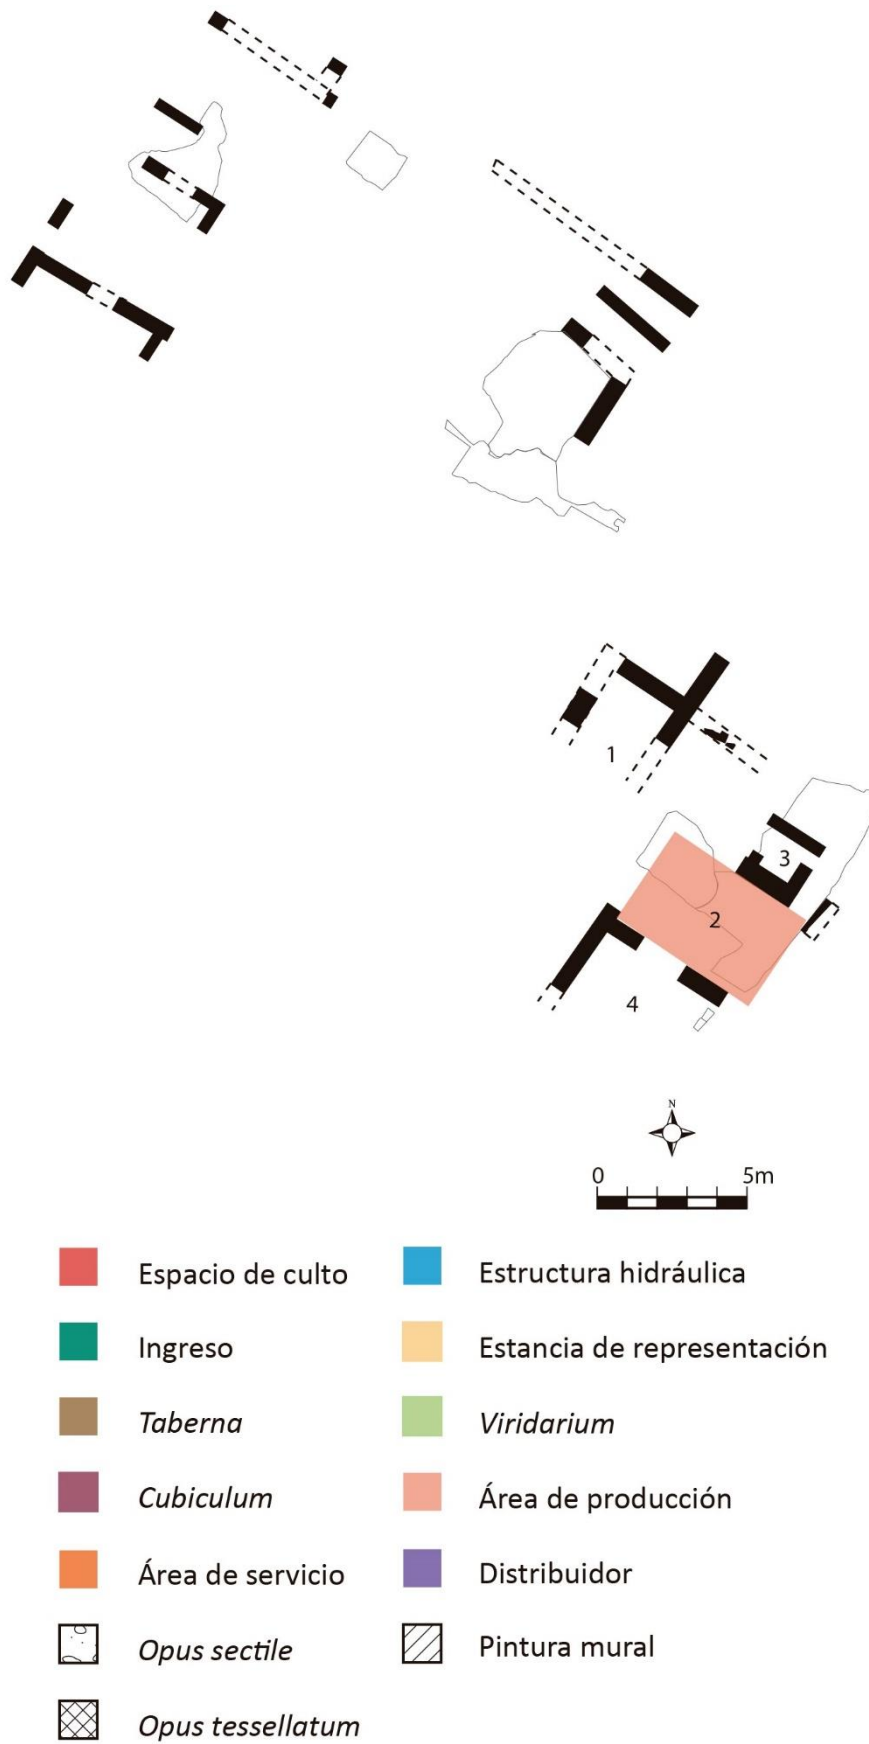 1
3
2
4
N
0 5m
Espacio de culto
Estructura hidráulica
Ingreso
Estancia de representación
Taberna
Viridarium
Cubiculum
Área de producción
Área de servicio
Distribuidor
Opus sectile
Pintura mural
Opus tessellatum